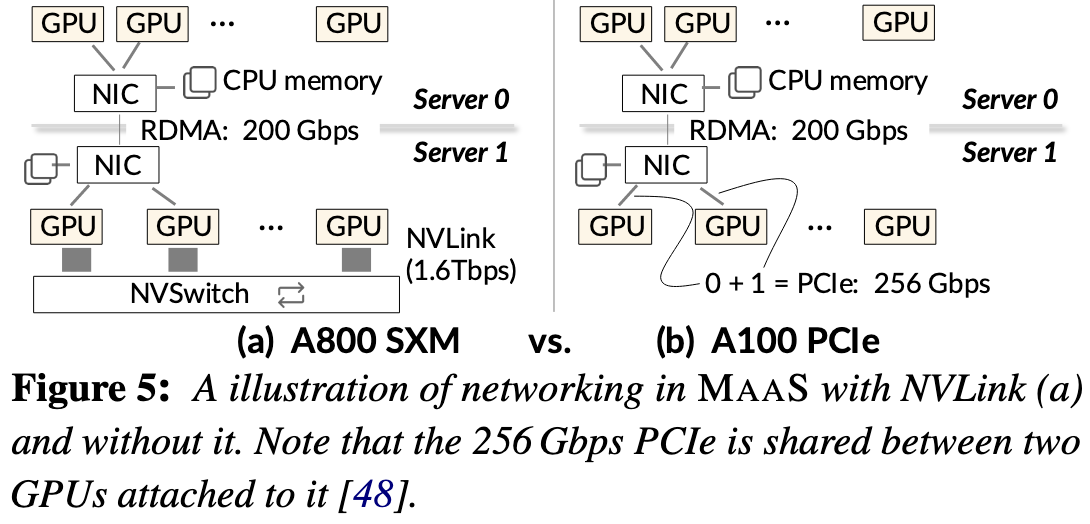 GPU GPU ... GPU
NIC CPU memory
Server 0
RDMA: 200 Gbps
Server 1
NIC
GPU GPU ... GPU
NVLink
(1.6Tbps)
NVSwitch
(a) A800 SXM
vs.
GPU GPU ... GPU
NIC CPU memory
Server 0
RDMA: 200 Gbps
Server 1
NIC
GPU GPU ... GPU
0 + 1 = PCIe: 256 Gbps
(b) A100 PCIe
Figure 5: A illustration of networking in MAAS with NVLink (a)
and without it. Note that the 256 Gbps PCIe is shared between two
GPUs attached to it [48].